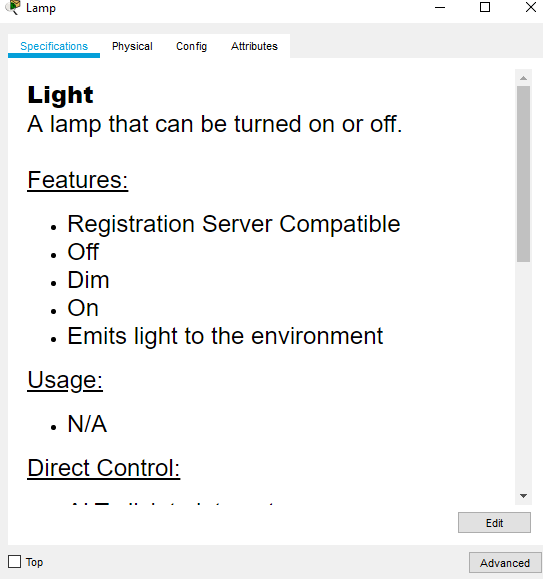 Lamp
Specifications Physical Config Attributes
Light
A lamp that can be turned on or off.
Features:
Registration Server Compatible
Off
Dim
On
Emits light to the environment
Usage:
N/A
Direct Control:
Edit
Top
Advanced